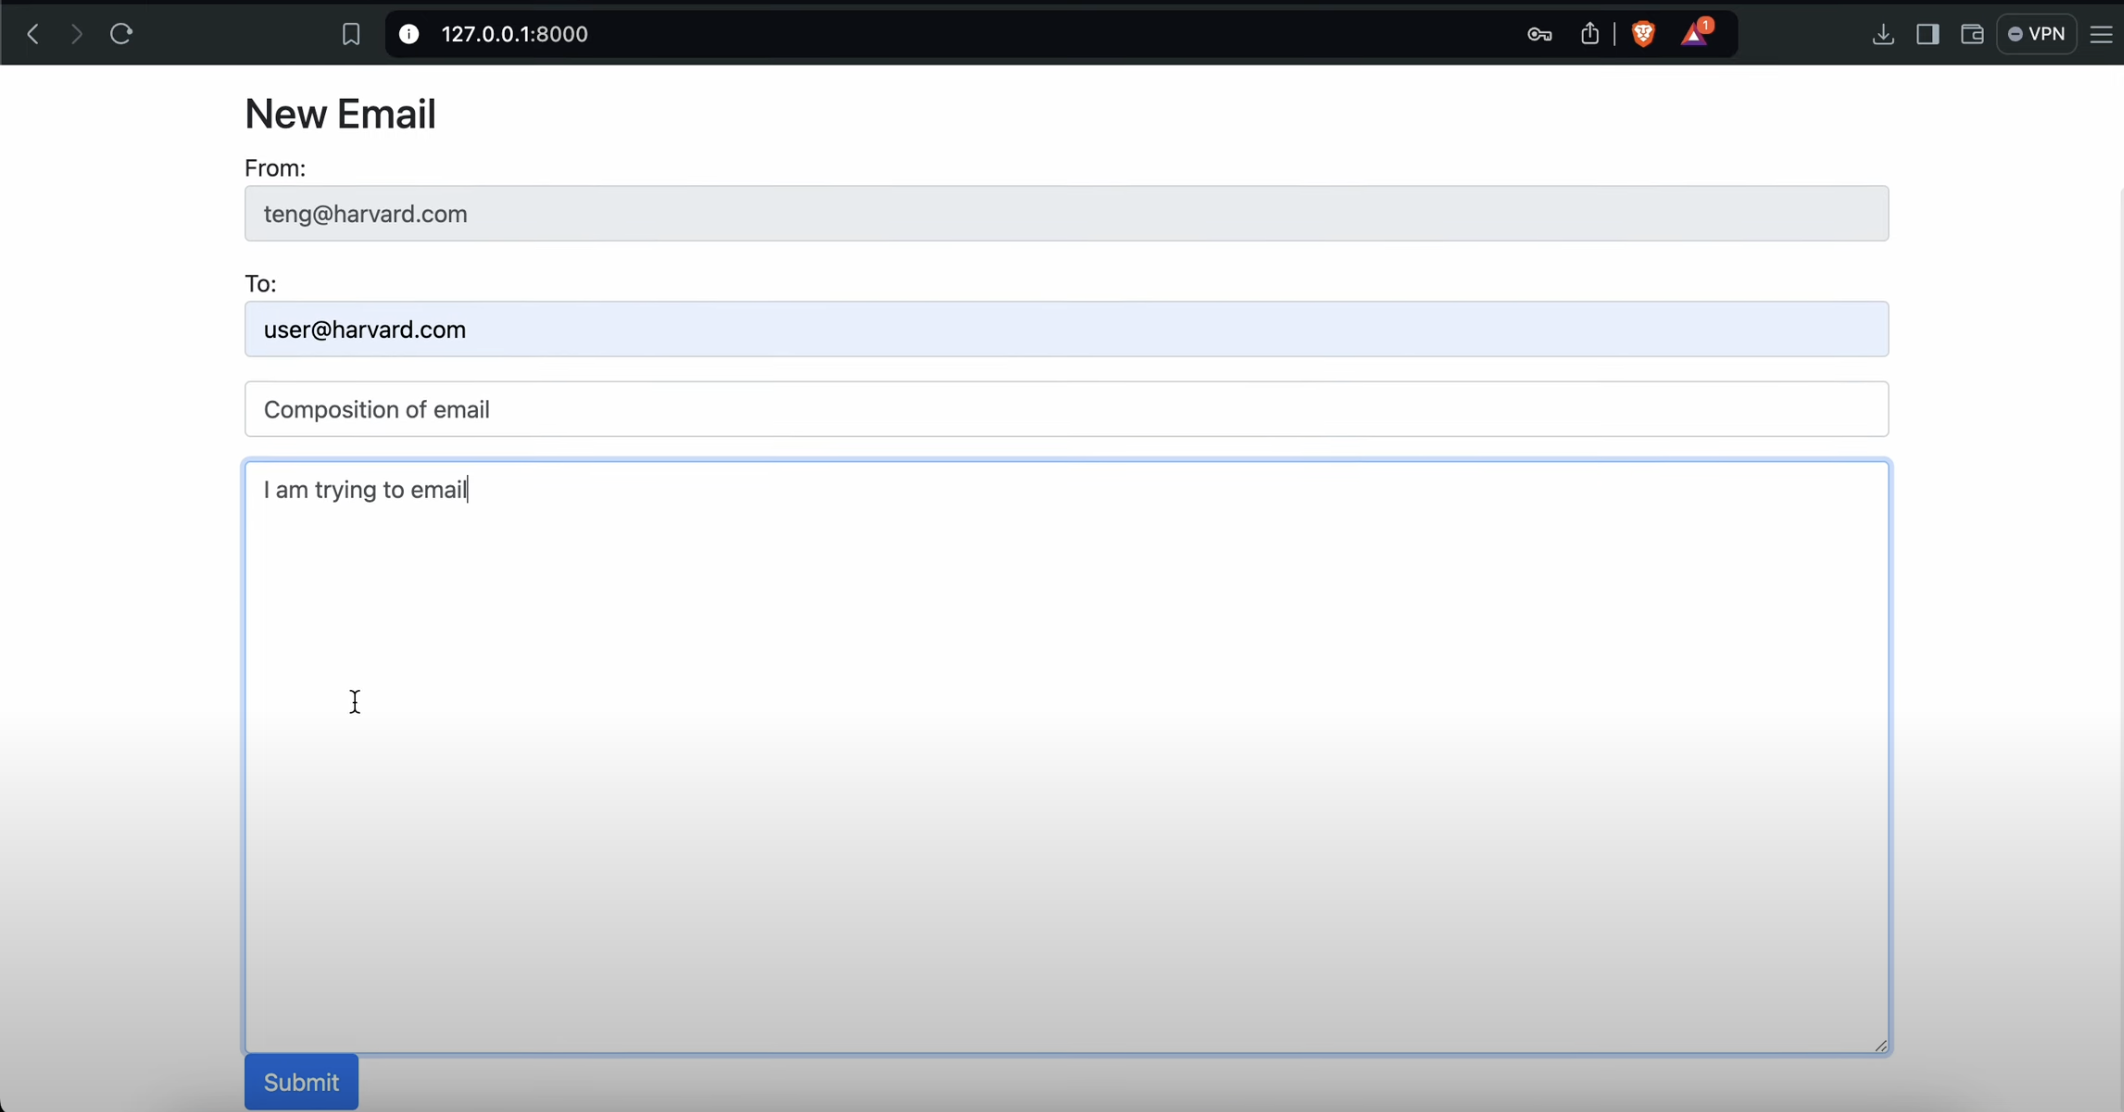 127.0.0.1:8000
1
VPN
New Email
From:
teng@harvard.com
To:
user@harvard.com
Composition of email
I am trying to email
Submit